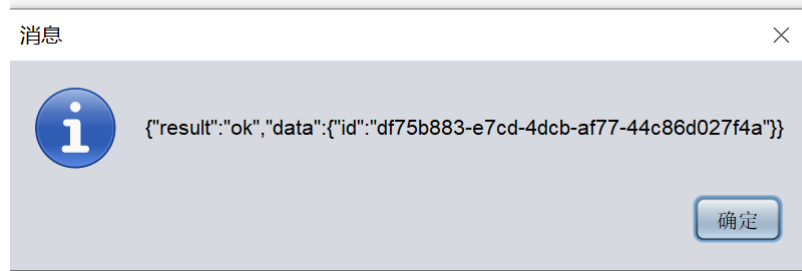 消息
{"result":"ok","data":{"id":"df75b883-e7cd-4dcb-af77-44c86d027f4a"}}
确定